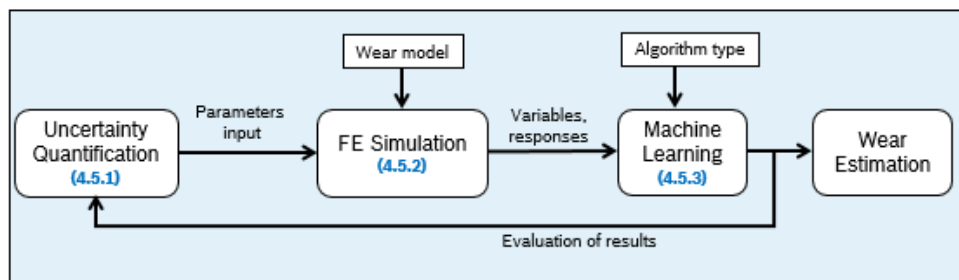 Wear model
Algorithm type
Parameters
input
Variables,
responses
Uncertainty
Quantification
(4.5.1)
FE Simulation
(4.5.2)
Machine
Learning
(4.5.3)
Wear
Estimation
Evaluation of results